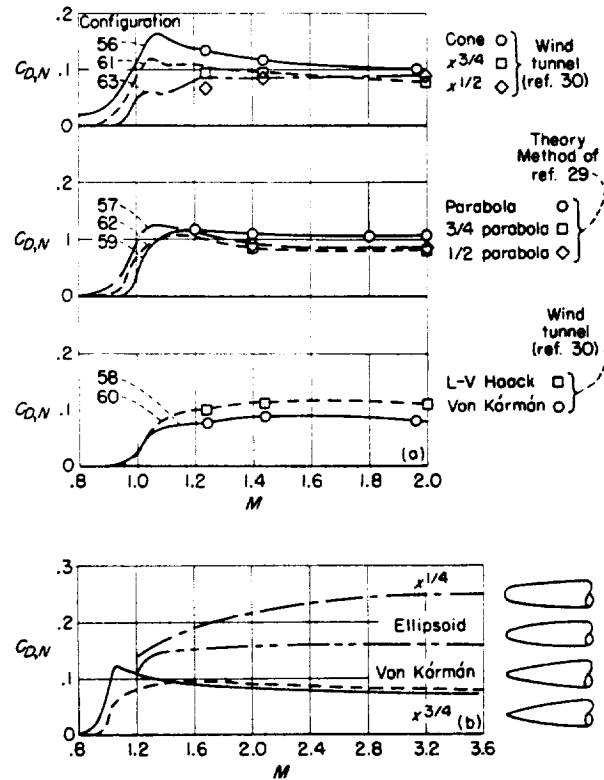 Configuration
56
61
63
C_D,N
.2
.1
0
Cone
x^3/4
x^1/2
Wind
tunnel
(ref. 30)
57
62
59
C_D,N
.2
.1
0
Theory
Method of
ref. 29
Parabola
3/4 parabola
1/2 parabola
58
60
C_D,N
.2
.1
0
Wind
tunnel
(ref. 30)
L-V Haack
Von Kármán
(a)
.8 1.0 1.2 1.4 1.6 1.8 2.0
M
C_D,N
.3
.2
.1
0
x^1/4
Ellipsoid
Von Kármán
x^3/4
(b)
.8 1.2 1.6 2.0 2.4 2.8 3.2 3.6
M